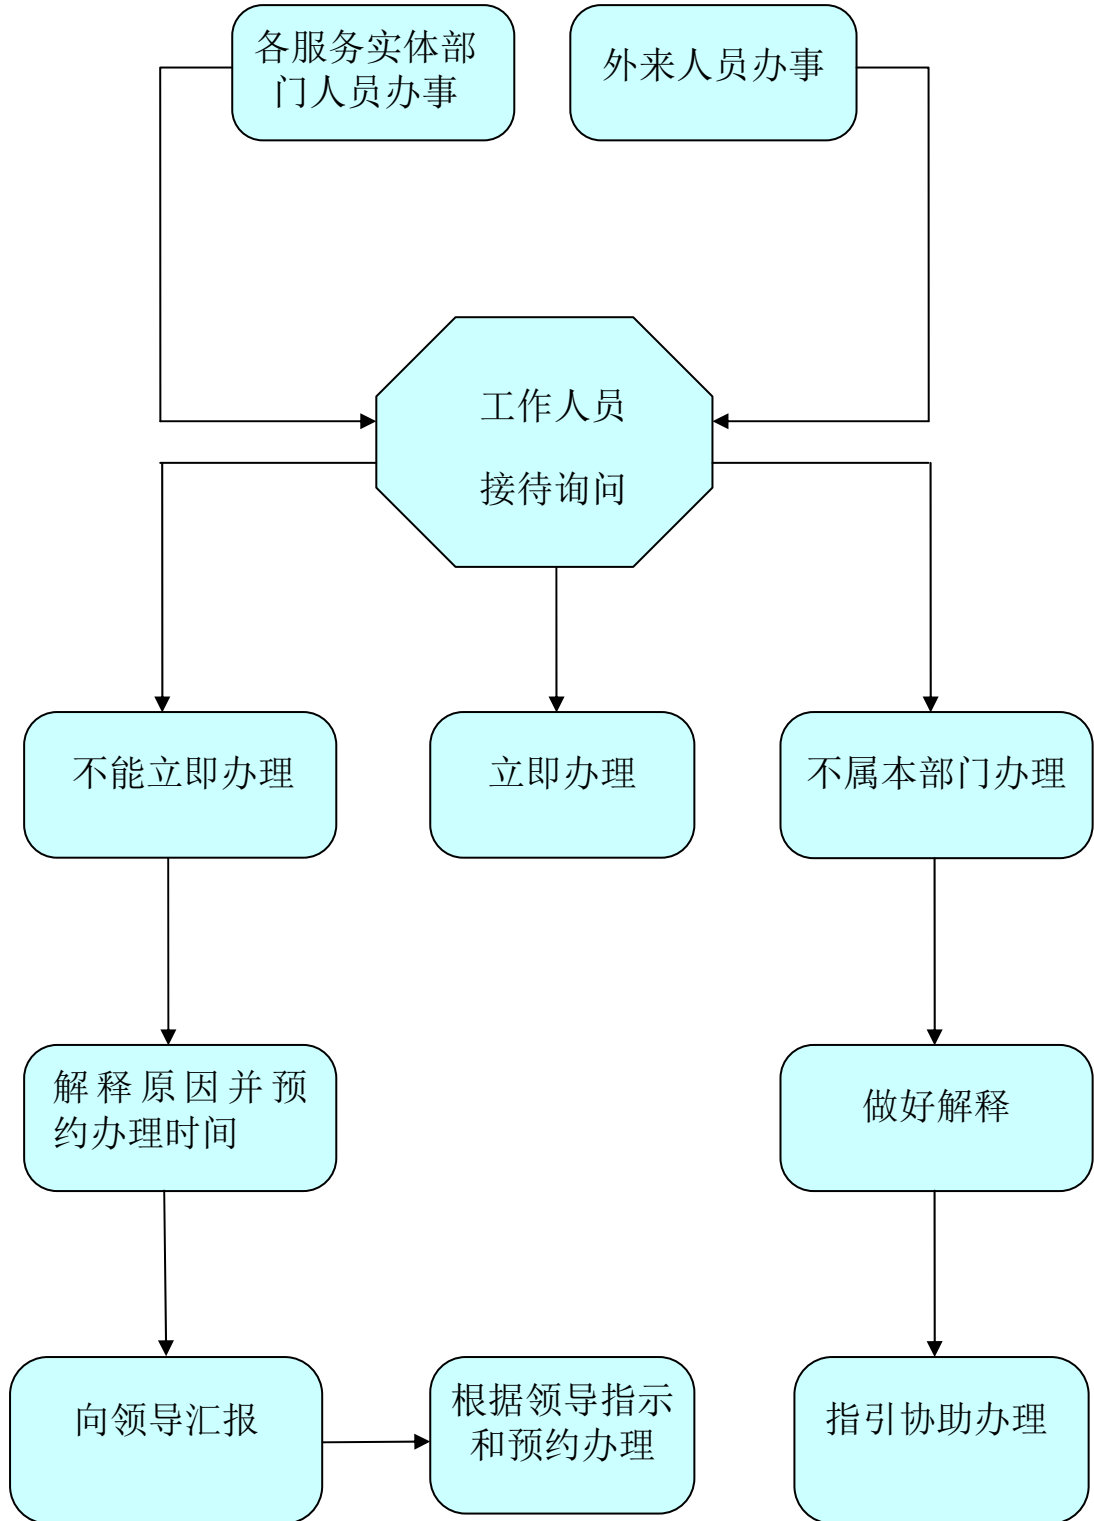 各服务实体部
门人员办事
外来人员办事
工作人员
接待询问
不能立即办理
立即办理
不属本部门办理
解释原因并预
约办理时间
做好解释
向领导汇报
根据领导指示
和预约办理
指引协助办理